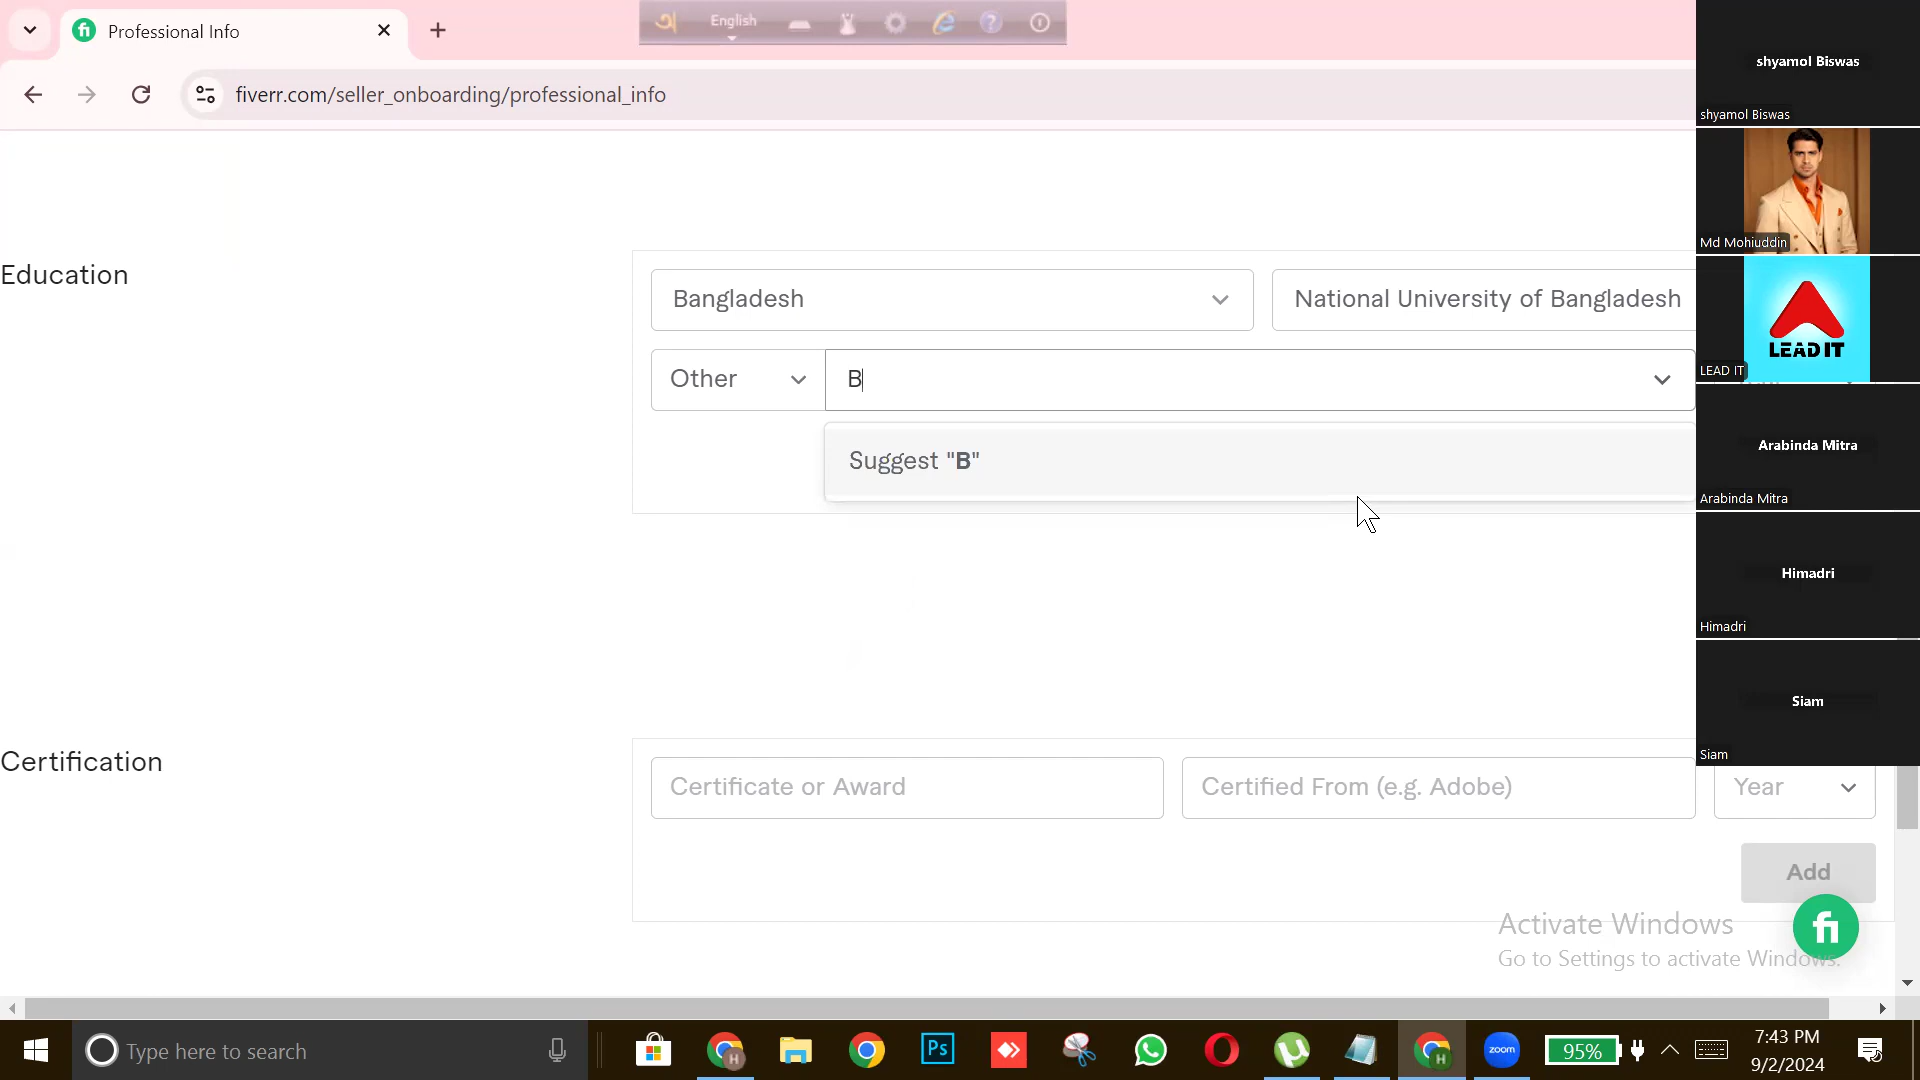 Professional Info
English
fiverr.com/seller_onboarding/professional_info
shyamol Biswas
shyamol Biswas
Md Mohiuddin
LEAD IT
LEAD IT
Arabinda Mitra
Arabinda Mitra
Himadri
Himadri
Siam
Siam
Education
Bangladesh
National University of Bangladesh
Other
B
Suggest "B"
Certification
Certificate or Award
Certified From (e.g. Adobe)
Year
Add
Activate Windows
Go to Settings to activate Windows.
fi
Type here to search
Ps
zoom
95%
7:43 PM
9/2/2024